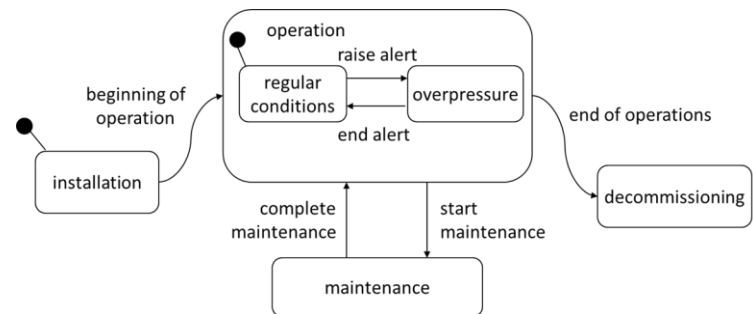 operation
raise alert
regular
conditions
overpressure
end alert
beginning of
operation
end of operations
installation
decommissioning
complete
maintenance
start
maintenance
maintenance